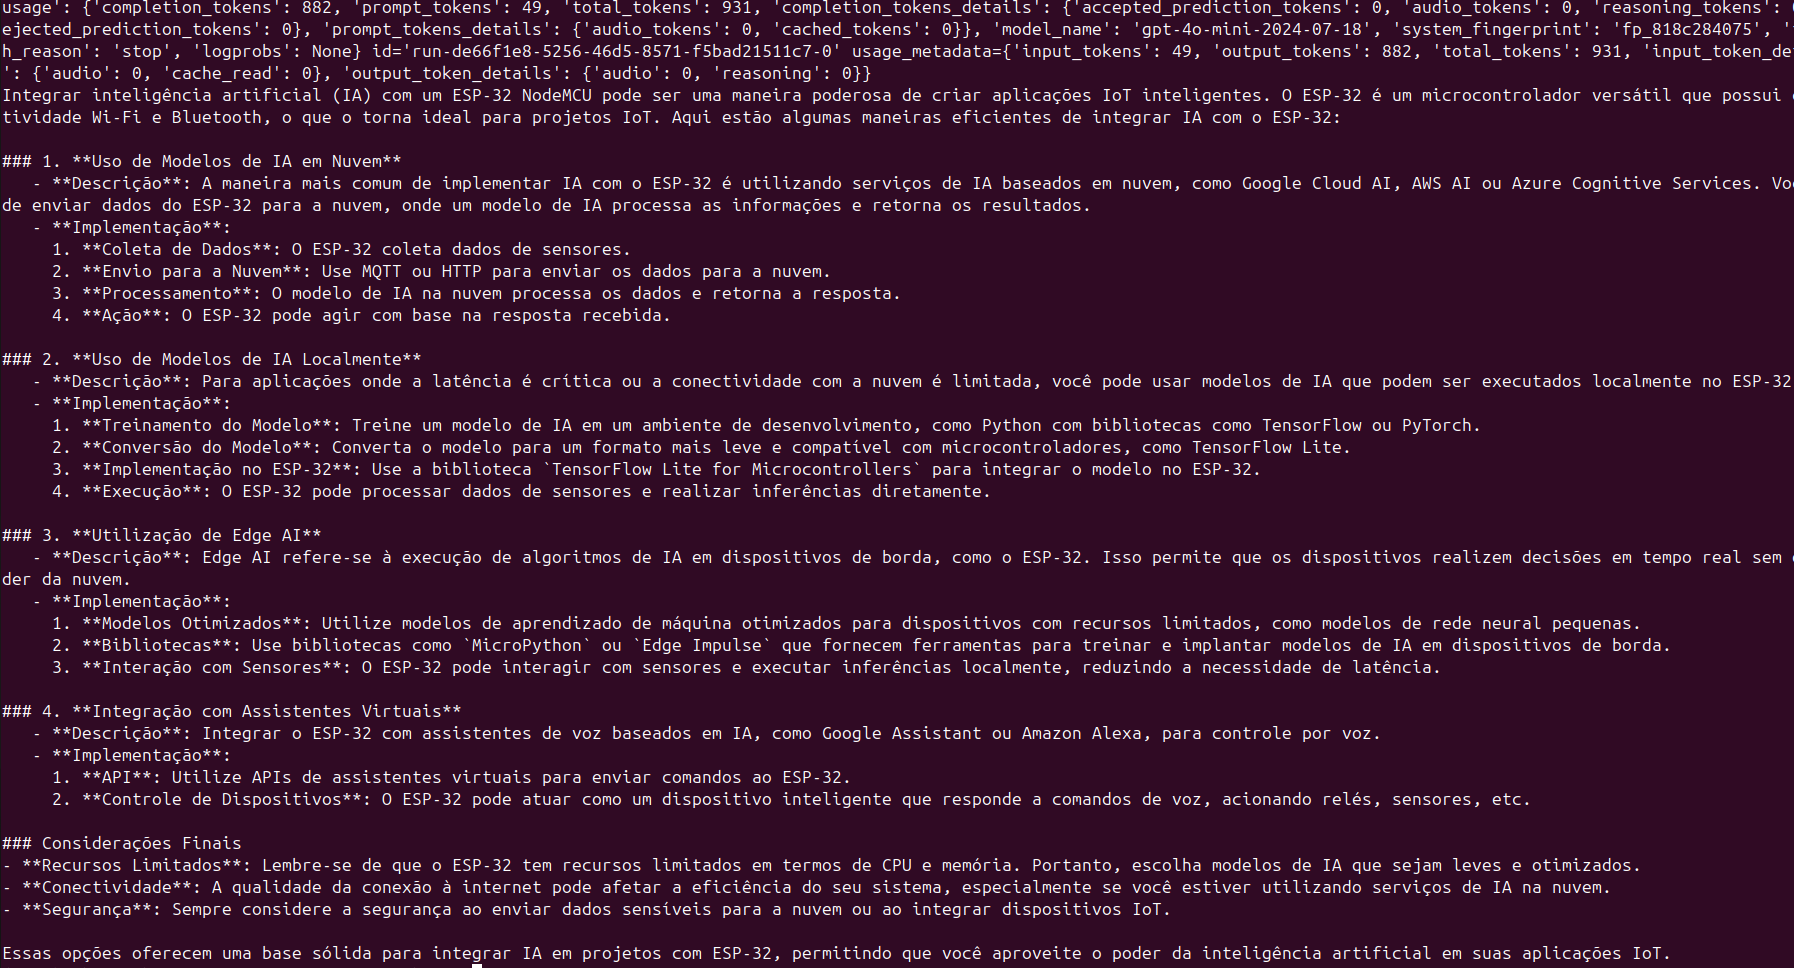 usage': {'completion_tokens': 882, 'prompt_tokens': 49, 'total_tokens': 931, 'completion_tokens_details': {'accepted_prediction_tokens': 0, 'audio_tokens': 0, 'reasoning_tokens':
ejected_prediction_tokens': 0}, 'prompt_tokens_details': {'audio_tokens': 0, 'cached_tokens': 0}}, 'model_name': 'gpt-4o-mini-2024-07-18', 'system_fingerprint': 'fp_818c284075',
h_reason': 'stop', 'logprobs': None} id='run-de66f1e8-5256-46d5-8571-f5bad21511c7-0' usage_metadata={'input_tokens': 49, 'output_tokens': 882, 'total_tokens': 931, 'input_token_de
': {'audio': 0, 'cache_read': 0}, 'output_token_details': {'audio': 0, 'reasoning': 0}}
Integrar inteligência artificial (IA) com um ESP-32 NodeMCU pode ser uma maneira poderosa de criar aplicações IoT inteligentes. O ESP-32 é um microcontrolador versátil que possui
tividade Wi-Fi e Bluetooth, o que o torna ideal para projetos IoT. Aqui estão algumas maneiras eficientes de integrar IA com o ESP-32:
### 1. **Uso de Modelos de IA em Nuvem**
- **Descrição**: A maneira mais comum de implementar IA com o ESP-32 é utilizando serviços de IA baseados em nuvem, como Google Cloud AI, AWS AI ou Azure Cognitive Services. Vo
de enviar dados do ESP-32 para a nuvem, onde um modelo de IA processa as informações e retorna os resultados.
- **Implementação**:
1. **Coleta de Dados**: O ESP-32 coleta dados de sensores.
2. **Envio para a Nuvem**: Use MQTT ou HTTP para enviar os dados para a nuvem.
3. **Processamento**: O modelo de IA na nuvem processa os dados e retorna a resposta.
4. **Ação**: O ESP-32 pode agir com base na resposta recebida.
### 2. **Uso de Modelos de IA Localmente**
- **Descrição**: Para aplicações onde a latência é crítica ou a conectividade com a nuvem é limitada, você pode usar modelos de IA que podem ser executados localmente no ESP-32
- **Implementação**:
1. **Treinamento do Modelo**: Treine um modelo de IA em um ambiente de desenvolvimento, como Python com bibliotecas como TensorFlow ou PyTorch.
2. **Conversão do Modelo**: Converta o modelo para um formato mais leve e compatível com microcontroladores, como TensorFlow Lite.
3. **Implementação no ESP-32**: Use a biblioteca `TensorFlow Lite for Microcontrollers` para integrar o modelo no ESP-32.
4. **Execução**: O ESP-32 pode processar dados de sensores e realizar inferências diretamente.
### 3. **Utilização de Edge AI**
- **Descrição**: Edge AI refere-se à execução de algoritmos de IA em dispositivos de borda, como o ESP-32. Isso permite que os dispositivos realizem decisões em tempo real sem
der da nuvem.
- **Implementação**:
1. **Modelos Otimizados**: Utilize modelos de aprendizado de máquina otimizados para dispositivos com recursos limitados, como modelos de rede neural pequenas.
2. **Bibliotecas**: Use bibliotecas como `MicroPython` ou `Edge Impulse` que fornecem ferramentas para treinar e implantar modelos de IA em dispositivos de borda.
3. **Interação com Sensores**: O ESP-32 pode interagir com sensores e executar inferências localmente, reduzindo a necessidade de latência.
### 4. **Integração com Assistentes Virtuais**
- **Descrição**: Integrar o ESP-32 com assistentes de voz baseados em IA, como Google Assistant ou Amazon Alexa, para controle por voz.
- **Implementação**:
1. **API**: Utilize APIs de assistentes virtuais para enviar comandos ao ESP-32.
2. **Controle de Dispositivos**: O ESP-32 pode atuar como um dispositivo inteligente que responde a comandos de voz, acionando relés, sensores, etc.
### Considerações Finais
- **Recursos Limitados**: Lembre-se de que o ESP-32 tem recursos limitados em termos de CPU e memória. Portanto, escolha modelos de IA que sejam leves e otimizados.
- **Conectividade**: A qualidade da conexão à internet pode afetar a eficiência do seu sistema, especialmente se você estiver utilizando serviços de IA na nuvem.
- **Segurança**: Sempre considere a segurança ao enviar dados sensíveis para a nuvem ou ao integrar dispositivos IoT.
Essas opções oferecem uma base sólida para integrar IA em projetos com ESP-32, permitindo que você aproveite o poder da inteligência artificial em suas aplicações IoT.